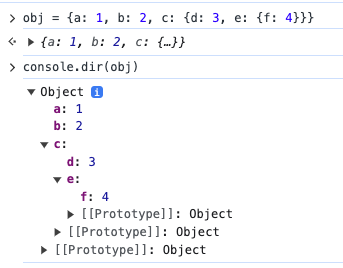 > obj = {a: 1, b: 2, c: {d: 3, e: {f: 4}}}
<· ▶ {a: 1, b: 2, c: {…}}
> console.dir(obj)
▼ Object i
a: 1
b: 2
▼ c:
d: 3
▼ e:
f: 4
▶ [[Prototype]]: Object
▶ [[Prototype]]: Object
▶ [[Prototype]]: Object